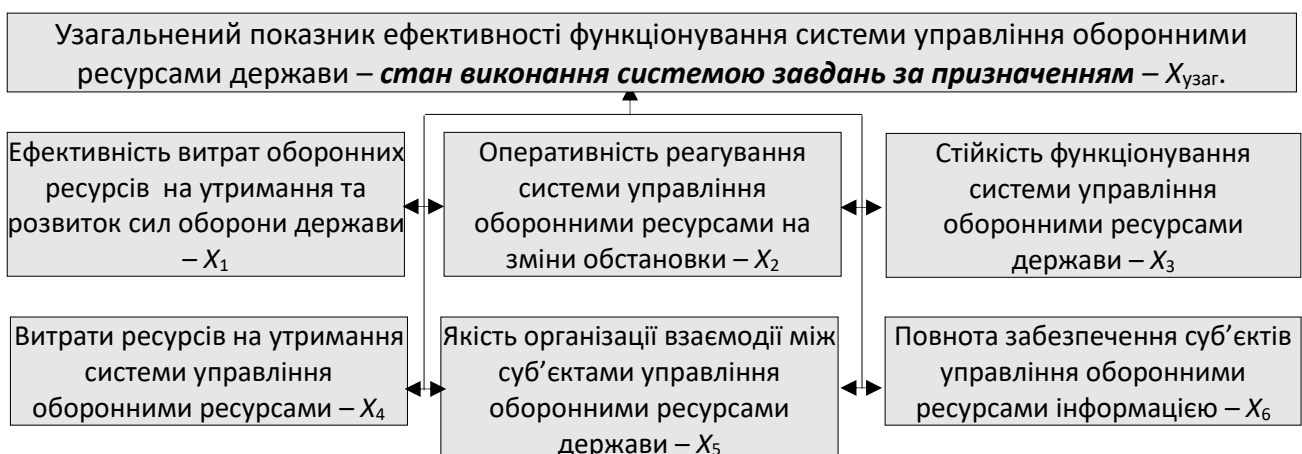 Узагальнений показник ефективності функціонування системи управління оборонними
ресурсами держави – стан виконання системою завдань за призначенням – Xузаг.
Ефективність витрат оборонних
ресурсів на утримання та
розвиток сил оборони держави
– X1
Оперативність реагування
системи управління
оборонними ресурсами на
зміни обстановки – X2
Стійкість функціонування
системи управління
оборонними ресурсами
держави – X3
Витрати ресурсів на утримання
системи управління
оборонними ресурсами – X4
Якість організації взаємодії між
суб’єктами управління
оборонними ресурсами
держави – X5
Повнота забезпечення суб’єктів
управління оборонними
ресурсами інформацією – X6